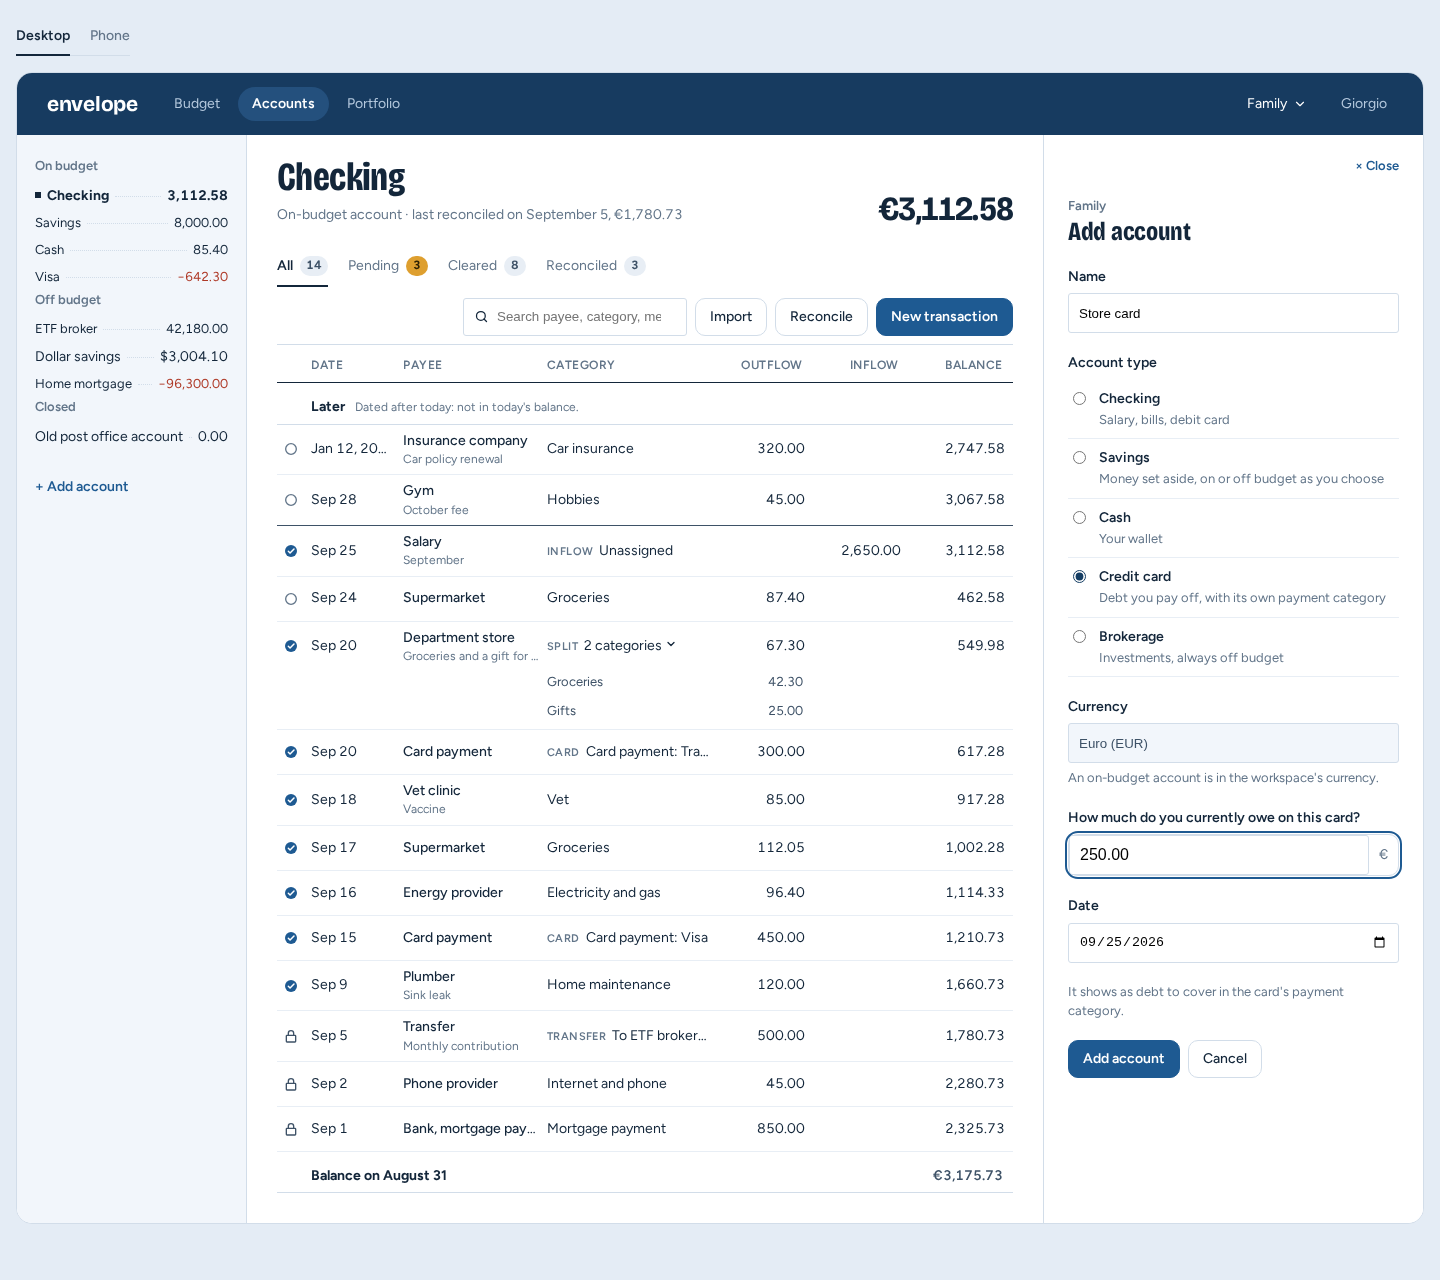 Desktop Phone
envelope Budget Accounts Portfolio Family Giorgio
On budget
Checking 3,112.58
Savings 8,000.00
Cash 85.40
Visa −642.30
Off budget
ETF broker 42,180.00
Dollar savings $3,004.10
Home mortgage −96,300.00
Closed
Old post office account 0.00
+ Add account
Checking
On-budget account · last reconciled on September 5, €1,780.73
€3,112.58
All 14 Pending 3 Cleared 8 Reconciled 3
Search payee, category, me Import Reconcile New transaction
DATE PAYEE CATEGORY OUTFLOW INFLOW BALANCE
Later Dated after today: not in today's balance.
Jan 12, 20… Insurance company Car insurance 320.00 2,747.58
Car policy renewal
Sep 28 Gym Hobbies 45.00 3,067.58
October fee
Sep 25 Salary INFLOW Unassigned 2,650.00 3,112.58
September
Sep 24 Supermarket Groceries 87.40 462.58
Sep 20 Department store SPLIT 2 categories 67.30 549.98
Groceries and a gift for …
Groceries 42.30
Gifts 25.00
Sep 20 Card payment CARD Card payment: Tra… 300.00 617.28
Sep 18 Vet clinic Vet 85.00 917.28
Vaccine
Sep 17 Supermarket Groceries 112.05 1,002.28
Sep 16 Energy provider Electricity and gas 96.40 1,114.33
Sep 15 Card payment CARD Card payment: Visa 450.00 1,210.73
Sep 9 Plumber Home maintenance 120.00 1,660.73
Sink leak
Sep 5 Transfer TRANSFER To ETF broker… 500.00 1,780.73
Monthly contribution
Sep 2 Phone provider Internet and phone 45.00 2,280.73
Sep 1 Bank, mortgage pay… Mortgage payment 850.00 2,325.73
Balance on August 31 €3,175.73
× Close
Family
Add account
Name
Store card
Account type
Checking
Salary, bills, debit card
Savings
Money set aside, on or off budget as you choose
Cash
Your wallet
Credit card
Debt you pay off, with its own payment category
Brokerage
Investments, always off budget
Currency
Euro (EUR)
An on-budget account is in the workspace's currency.
How much do you currently owe on this card?
250.00 €
Date
09/25/2026
It shows as debt to cover in the card's payment
category.
Add account Cancel